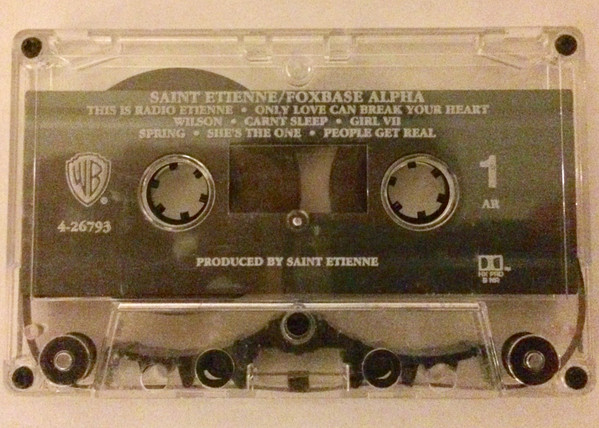 SAINT ETIENNE/FOXBASE ALPHA
THIS IS RADIO ETIENNE • ONLY LOVE CAN BREAK YOUR HEART
WILSON • CARNT SLEEP • GIRL VII
SPRING • SHE'S THE ONE • PEOPLE GET REAL
WB
®
1
AR
4-26793
PRODUCED BY SAINT ETIENNE
HX PRO
B NR